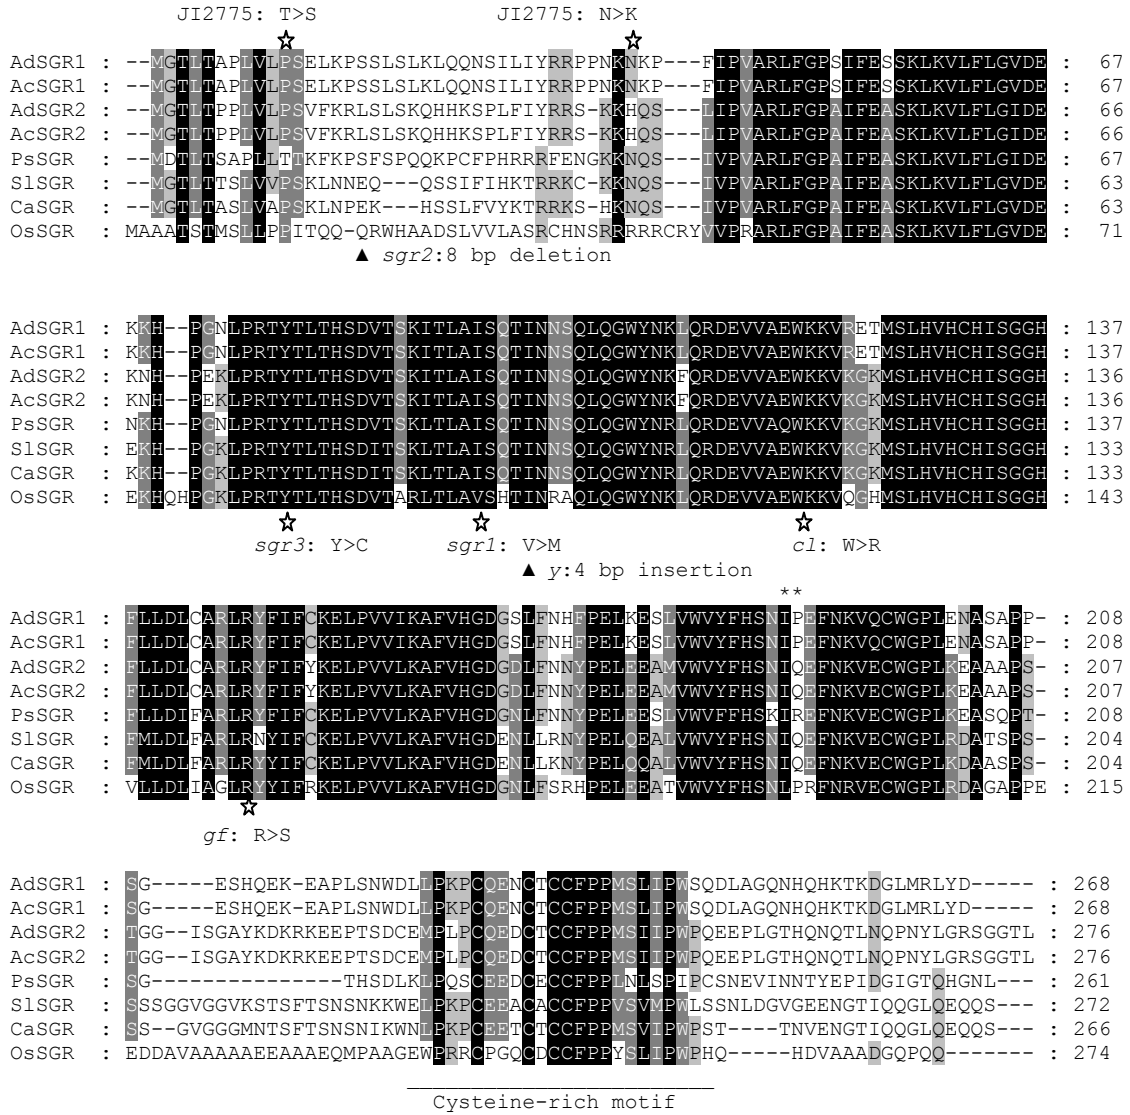 JI2775: T>S JI2775: N>K
☆ ☆
AdSGR1 : --MGTLTAPLVLPSELKPSSLSLKLQQNSILIYRRPPNKNKP---FIPVARLFGPSIFESSKLKVLFLGVDE : 67
AcSGR1 : --MGTLTAPLVLPSELKPSSLSLKLQQNSILIYRRPPNKNKP---FIPVARLFGPSIFESSKLKVLFLGVDE : 67
AdSGR2 : --MGTLTPPLVLPSVFKRLSLSKQHHKSPLFIYRRS-KKHQS---LIPVARLFGPAIFEASKLKVLFLGIDE : 66
AcSGR2 : --MGTLTPPLVLPSVFKRLSLSKQHHKSPLFIYRRS-KKHQS---LIPVARLFGPAIFEASKLKVLFLGIDE : 66
PsSGR : --MDTLTSAPLLTTKFKPSFSPQQKPCFPHRRRFENGKKNQS---IVPVARLFGPAIFEASKLKVLFLGIDE : 67
SlSGR : --MGTLTTSLVVPSKLNNEQ---QSSIFIHKTRRKC-KKNQS---IVPVARLFGPAIFEASKLKVLFLGIDE : 63
CaSGR : --MGTLTASLVAPSKLNPEK---HSSLFVYKTRRKS-HKNQS---IVPVARLFGPAIFEASKLKVLFLGVDE : 63
OsSGR : MAAATSTMSLLPPITQQ-QRWHAADSLVVLASRCHNSRRRRRCRYVVPRARLFGPAIFEASKLKVLFLGVDE : 71
▲ sgr2:8 bp deletion
AdSGR1 : KKH--PGNLPRTYTLTHSDVTSKITLAISQTINNSQLQGWYNKLQRDEVVAEWKKVRETMSLHVHCHISGGH : 137
AcSGR1 : KKH--PGNLPRTYTLTHSDVTSKITLAISQTINNSQLQGWYNKLQRDEVVAEWKKVRETMSLHVHCHISGGH : 137
AdSGR2 : KNH--PEKLPRTYTLTHSDVTSKITLAISQTINNSQLQGWYNKFQRDEVVAEWKKVKGKMSLHVHCHISGGH : 136
AcSGR2 : KNH--PEKLPRTYTLTHSDVTSKITLAISQTINNSQLQGWYNKFQRDEVVAEWKKVKGKMSLHVHCHISGGH : 136
PsSGR : NKH--PGNLPRTYTLTHSDVTSKLTLAISQTINNSQLQGWYNRLQRDEVVAQWKKVKGKMSLHVHCHISGGH : 137
SlSGR : EKH--PGKLPRTYTLTHSDITSKLTLAISQTINNSQLQGWYNRLQRDEVVAEWKKVKGKMSLHVHCHISGGH : 133
CaSGR : KKH--PGKLPRTYTLTHSDITSKLTLAISQTINNSQLQGWYNRLQRDEVVAEWKKVKGKMSLHVHCHISGGH : 133
OsSGR : EKHQHPGKLPRTYTLTHSDVTARLTLAVSHTINRAQLQGWYNKLQRDEVVAEWKKVQGHMSLHVHCHISGGH : 143
☆ ☆ ☆
sgr3: Y>C sgr1: V>M cl: W>R
▲ y:4 bp insertion
**
AdSGR1 : FLLDLCARLRYFIFCKELPVVIKAFVHGDGSLFNHFPELKESLVWVYFHSNIPEFNKVQCWGPLENASAPP- : 208
AcSGR1 : FLLDLCARLRYFIFCKELPVVIKAFVHGDGSLFNHFPELKESLVWVYFHSNIPEFNKVQCWGPLENASAPP- : 208
AdSGR2 : FLLDLCARLRYFIFYKELPVVLKAFVHGDGDLFNNYPELEEAMVWVYFHSNIQEFNKVECWGPLKEAAAPS- : 207
AcSGR2 : FLLDLCARLRYFIFYKELPVVLKAFVHGDGDLFNNYPELEEAMVWVYFHSNIQEFNKVECWGPLKEAAAPS- : 207
PsSGR : FLLDIFARLRYFIFCKELPVVLKAFVHGDGNLFNNYPELEESLVWVFFHSKIREFNKVECWGPLKEASQPT- : 208
SlSGR : FMLDLFARLRNYIFCKELPVVLKAFVHGDENLLRNYPELQEALVWVYFHSNIQEFNKVECWGPLRDATSPS- : 204
CaSGR : FMLDLFARLRYYIFCKELPVVLKAFVHGDENLLKNYPELQQALVWVYFHSNIQEFNKVECWGPLKDAASPS- : 204
OsSGR : VLLDLIAGLRYYIFRKELPVVLKAFVHGDGNLFSRHPELEEATVWVYFHSNLPRFNRVECWGPLRDAGAPPE : 215
☆
gf: R>S
AdSGR1 : SG-----ESHQEK-EAPLSNWDLLPKPCQENCTCCFPPMSLIPWSQDLAGQNHQHKTKDGLMRLYD----- : 268
AcSGR1 : SG-----ESHQEK-EAPLSNWDLLPKPCQENCTCCFPPMSLIPWSQDLAGQNHQHKTKDGLMRLYD----- : 268
AdSGR2 : TGG--ISGAYKDKRKEEPTSDCEMPLPCQEDCTCCFPPMSIIPWPQEEPLGTHQNQTLNQPNYLGRSGGTL : 276
AcSGR2 : TGG--ISGAYKDKRKEEPTSDCEMPLPCQEDCTCCFPPMSIIPWPQEEPLGTHQNQTLNQPNYLGRSGGTL : 276
PsSGR : SG---------------THSDLKLPQSCEEDCECCFPPLNLSPIPCSNEVINNTYEPIDGIGTQHGNL--- : 261
SlSGR : SSSGGVGGVKSTSFTSNSNKKWELPKPCEEACACCFPPVSVMPWLSSNLDGVGEENGTIQQGLQEQQS--- : 272
CaSGR : SS--GVGGGMNTSFTSNSNIKWNLPKPCEETCTCCFPPMSVIPWPST----TNVENGTIQQGLQEQQS--- : 266
OsSGR : EDDAVAAAAAEEAAAEQMPAAGEWPRRCPGQCDCCFPPYSLIPWPHQ-----HDVAAADGQPQQ------- : 274
Cysteine-rich motif